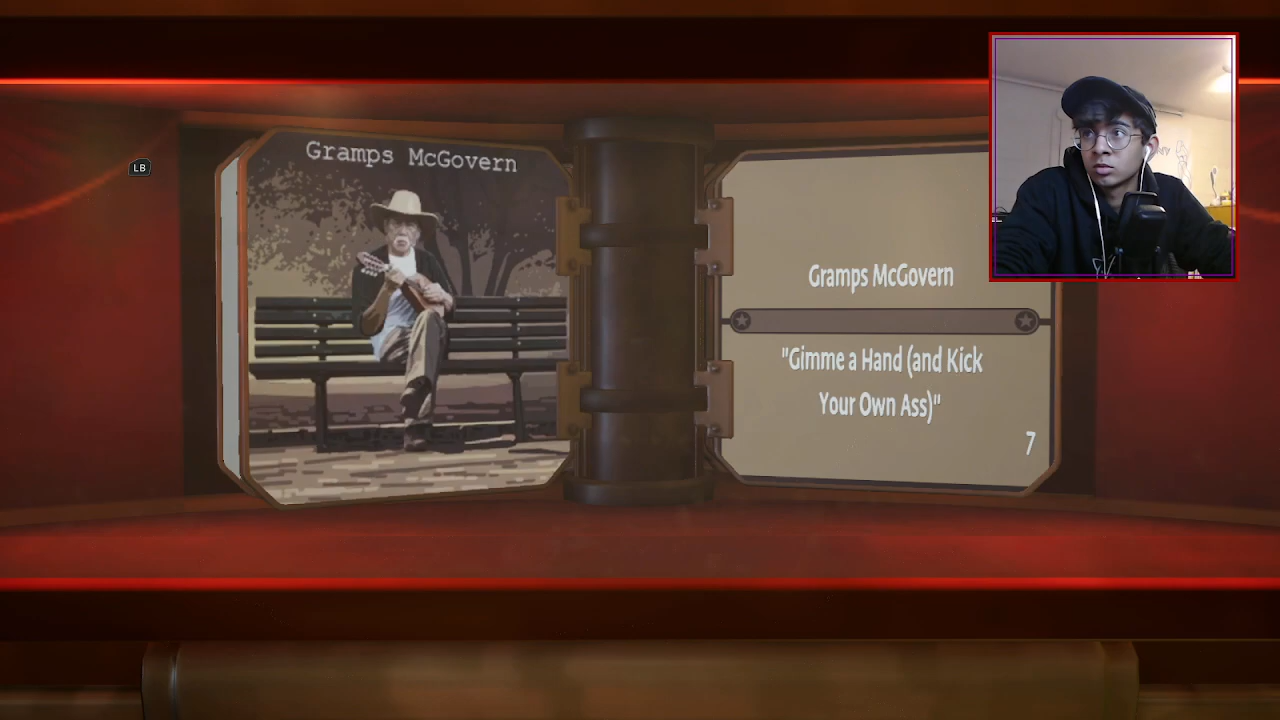 LB
Gramps McGovern
Gramps McGovern
"Gimme a Hand (and Kick
Your Own Ass)"
7